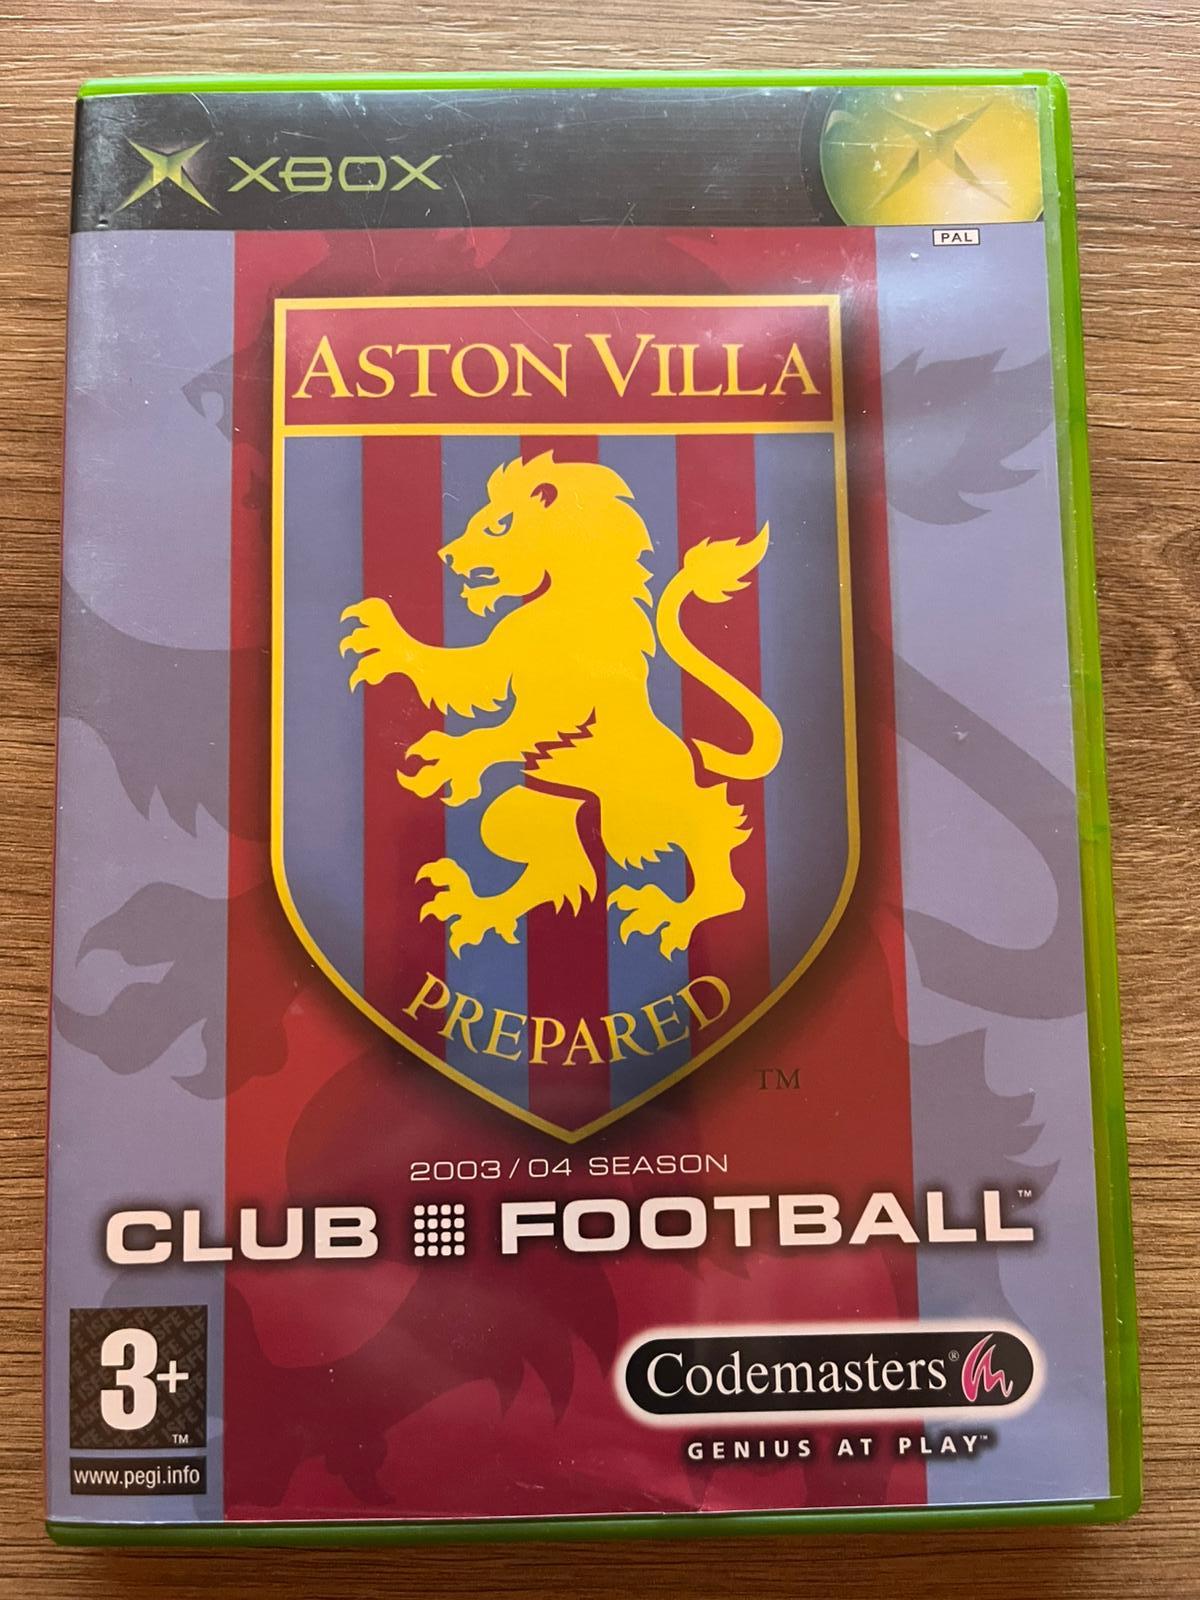 XBOX
PAL
ASTON VILLA
PREPARED
TM
2003/04 SEASON
CLUB FOOTBALL™
3+
TM
www.pegi.info
Codemasters®
GENIUS AT PLAY™